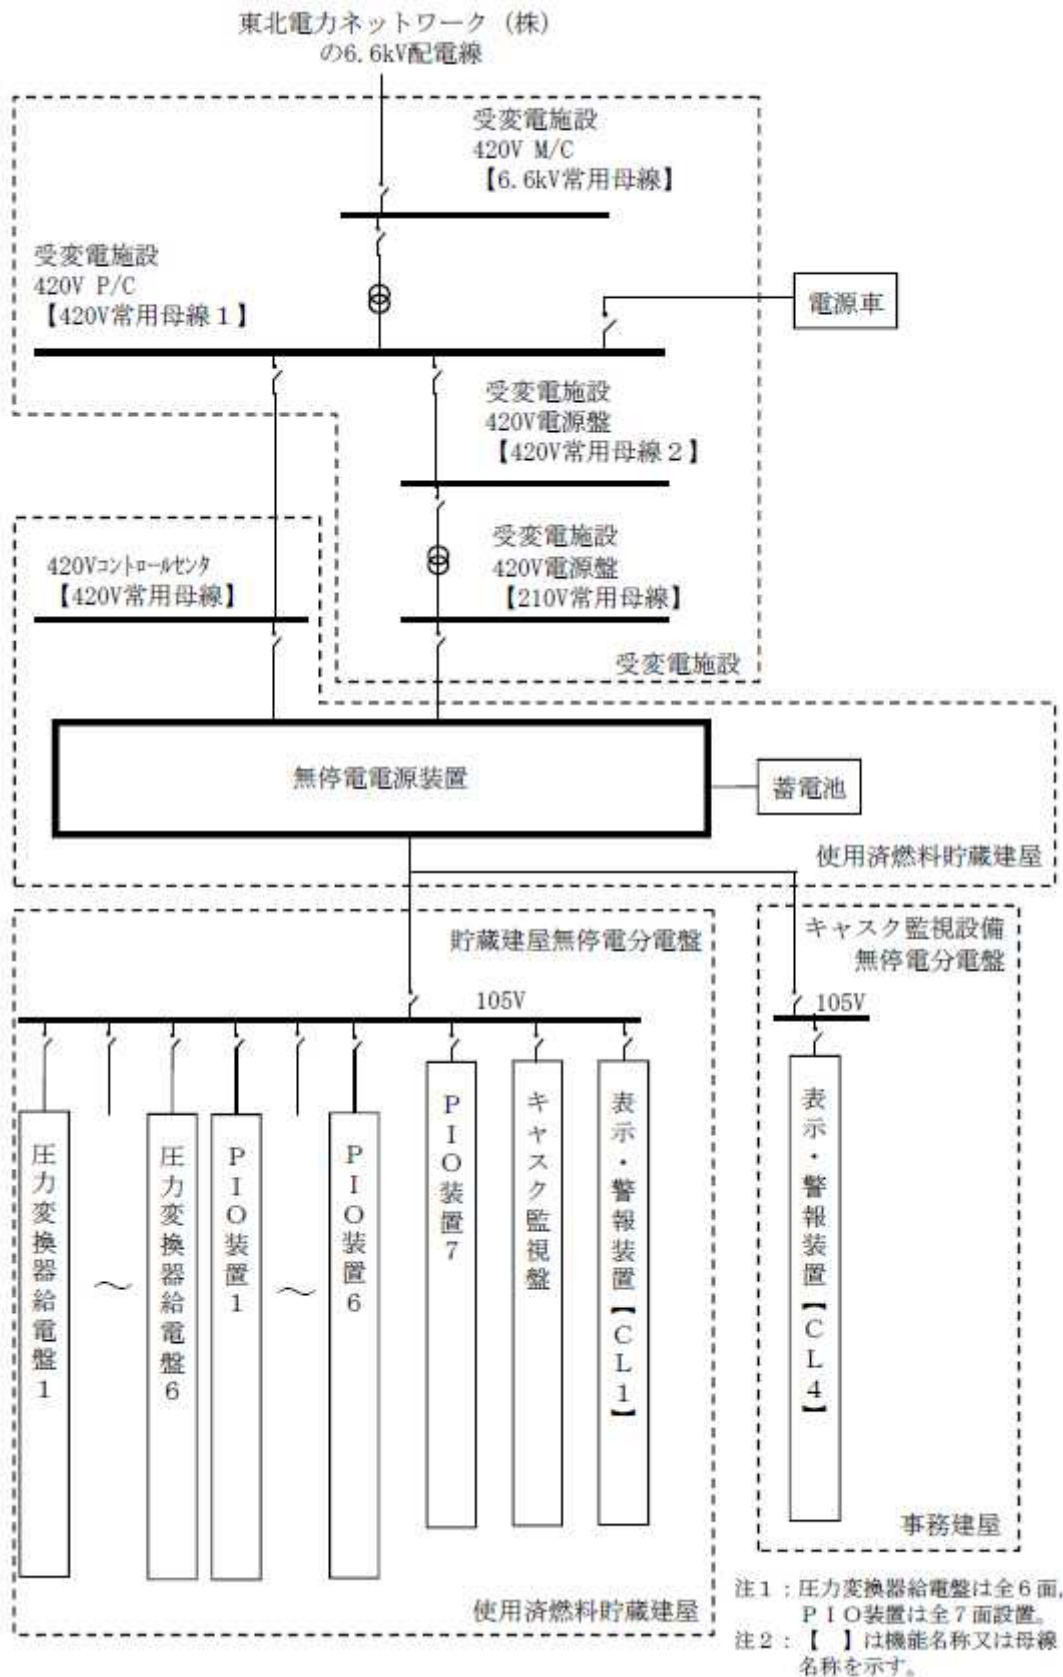 東北電力ネットワーク（株）
の6.6kV配電線
受変電施設
420V M/C
【6.6kV常用母線】
受変電施設
420V P/C
【420V常用母線１】
電源車
受変電施設
420V電源盤
【420V常用母線２】
受変電施設
420V電源盤
【210V常用母線】
420Vｺﾝﾄﾛｰﾙｾﾝﾀ
【420V常用母線】
受変電施設
無停電電源装置
蓄電池
使用済燃料貯蔵建屋
貯蔵建屋無停電分電盤
キャスク監視設備
無停電分電盤
105V
105V
圧力変換器給電盤１
～
圧力変換器給電盤６
ＰＩＯ装置１
～
ＰＩＯ装置６
ＰＩＯ装置７
キャスク監視盤
表示・警報装置【ＣＬ１】
表示・警報装置【ＣＬ４】
事務建屋
使用済燃料貯蔵建屋
注１：圧力変換器給電盤は全６面，
ＰＩＯ装置は全７面設置。
注２：【　】は機能名称又は母線
名称を示す。